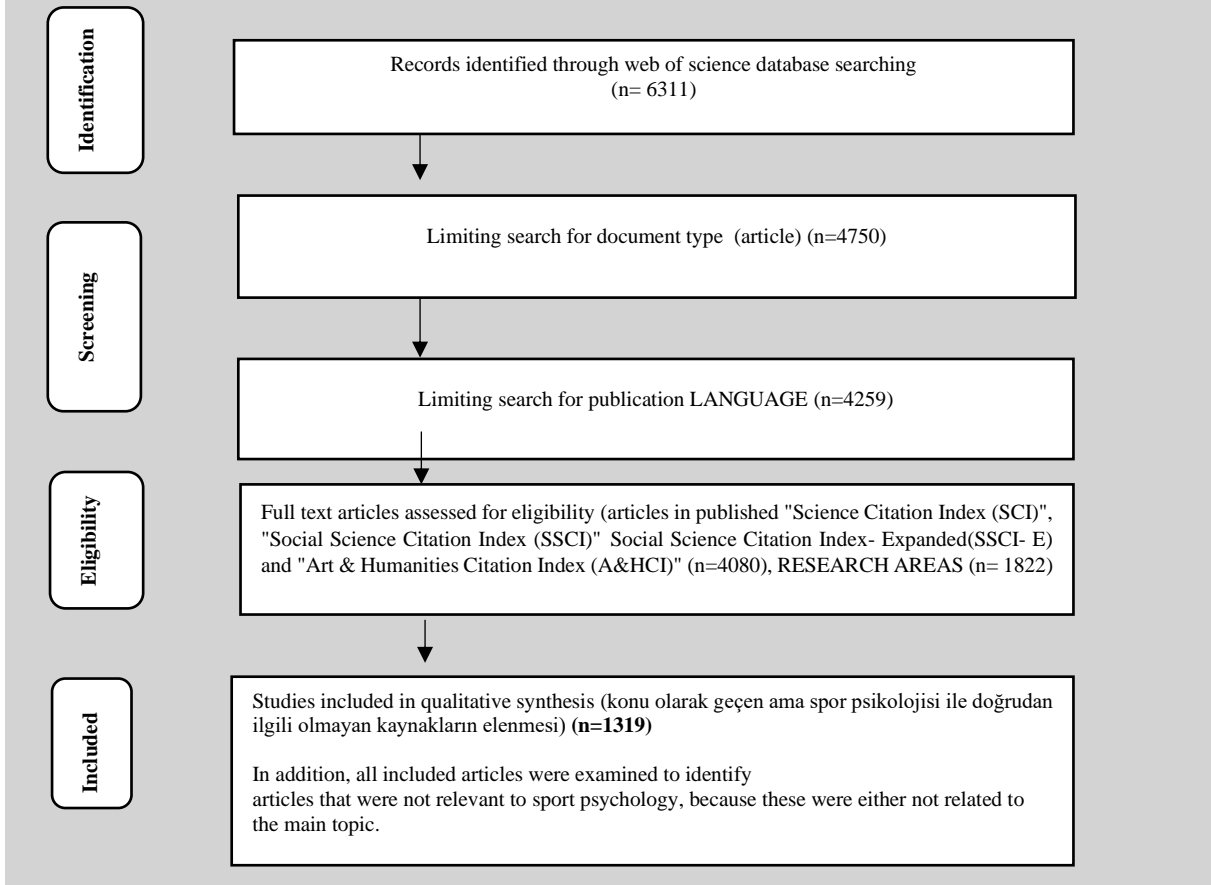 Identification
Records identified through web of science database searching
(n= 6311)
Screening
Limiting search for document type (article) (n=4750)
Limiting search for publication LANGUAGE (n=4259)
Eligibility
Full text articles assessed for eligibility (articles in published "Science Citation Index (SCI)",
"Social Science Citation Index (SSCI)" Social Science Citation Index- Expanded(SSCI- E)
and "Art & Humanities Citation Index (A&HCI)" (n=4080), RESEARCH AREAS (n= 1822)
Included
Studies included in qualitative synthesis (konu olarak geçen ama spor psikolojisi ile doğrudan
ilgili olmayan kaynakların elenmesi) (n=1319)
In addition, all included articles were examined to identify
articles that were not relevant to sport psychology, because these were either not related to
the main topic.